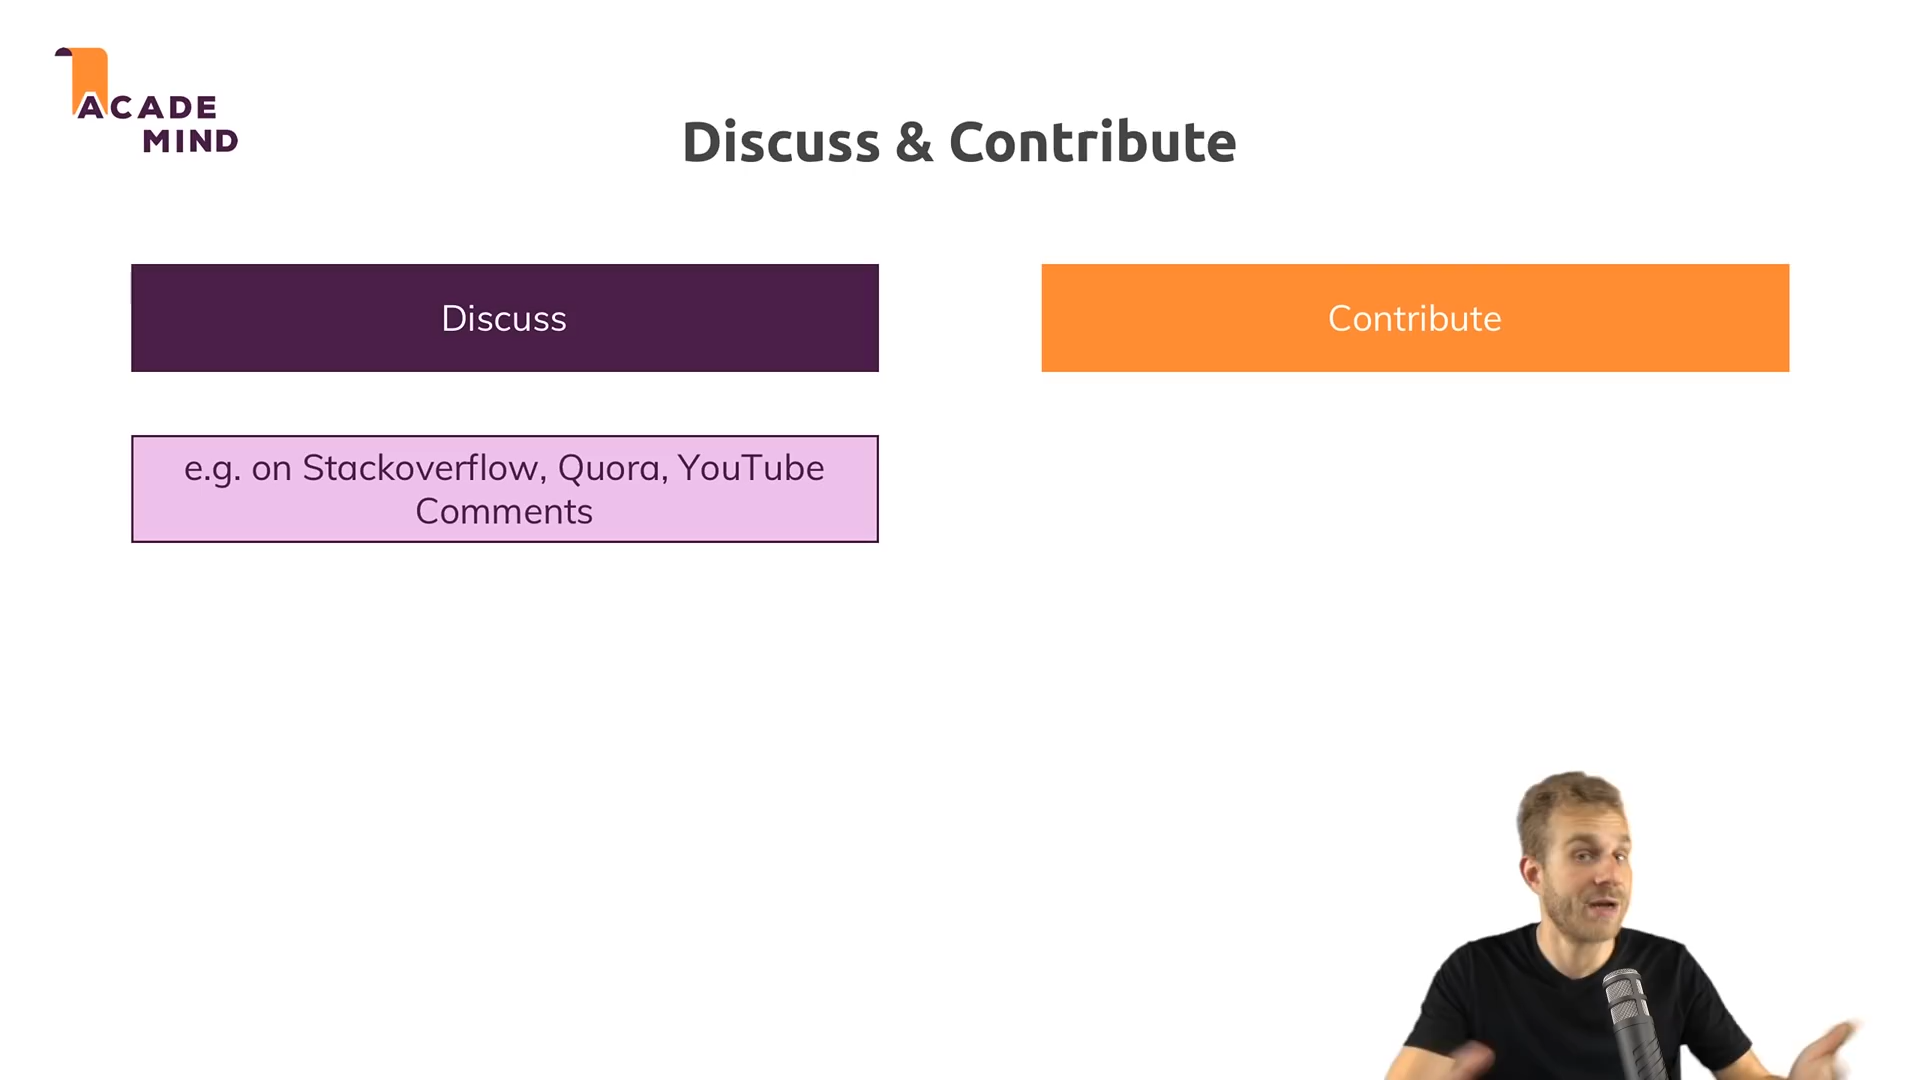 ACADE
MIND
Discuss & Contribute
Discuss
Contribute
e.g. on Stackoverflow, Quora, YouTube
Comments